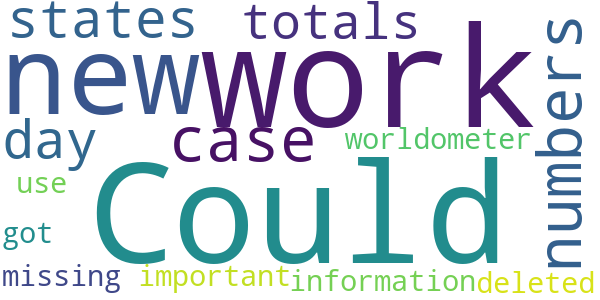 states totals
new work
numbers
day case worldometer
use Could
got
missing important information deleted